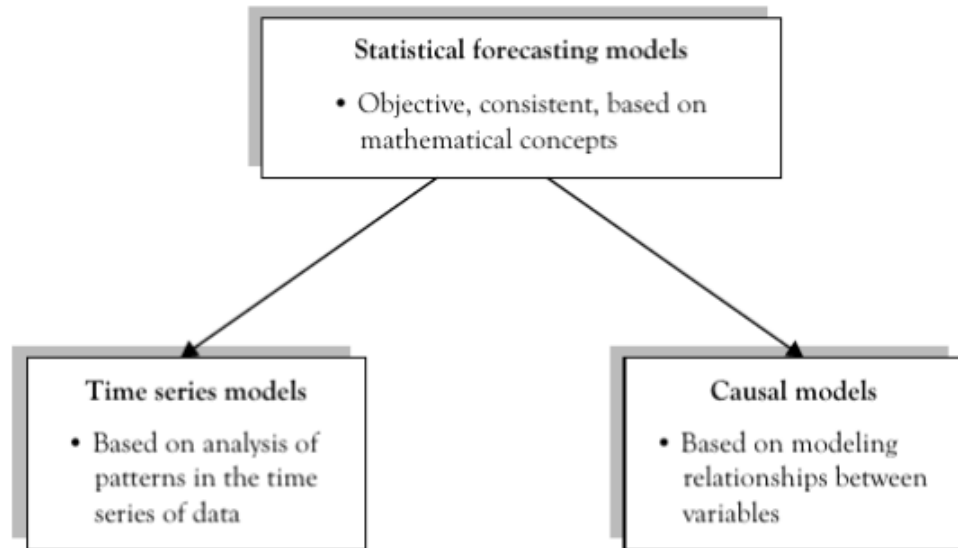 Statistical forecasting models
• Objective, consistent, based on
mathematical concepts
Time series models
• Based on analysis of
patterns in the time
series of data
Causal models
• Based on modeling
relationships between
variables